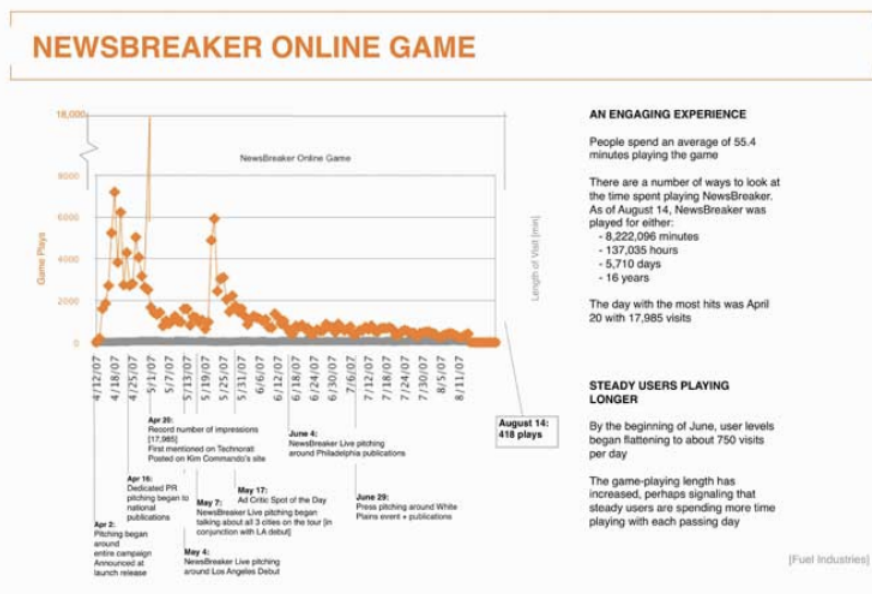 NEWSBREAKER ONLINE GAME
18,000
NewsBreaker Online Game
8000
6000
4000
2000
0
Game Plays
Length of Visit [min]
4/12/07
4/18/07
4/25/07
5/1/07
5/7/07
5/13/07
5/19/07
5/25/07
5/31/07
6/6/07
6/12/07
6/18/07
6/24/07
6/30/07
7/6/07
7/12/07
7/18/07
7/24/07
7/30/07
8/5/07
8/11/07
Apr 20:
Record number of impressions
[17,985]
First mentioned on Technorati
Posted on Kim Commando's site
June 4:
NewsBreaker Live pitching
around Philadelphia publications
August 14:
418 plays
Apr 16:
Dedicated PR
pitching began to
national
publications
May 17:
Ad Critic Spot of the Day
May 7:
NewsBreaker Live pitching began
talking about all 3 cities on the tour [in
conjunction with LA debut]
June 29:
Press pitching around White
Plains event + publications
Apr 2:
Pitching began
around
entire campaign
Announced at
launch release
May 4:
NewsBreaker Live pitching
around Los Angeles Debut
AN ENGAGING EXPERIENCE
People spend an average of 55.4
minutes playing the game
There are a number of ways to look at
the time spent playing NewsBreaker.
As of August 14, NewsBreaker was
played for either:
- 8,222,096 minutes
- 137,035 hours
- 5,710 days
- 16 years
The day with the most hits was April
20 with 17,985 visits
STEADY USERS PLAYING
LONGER
By the beginning of June, user levels
began flattening to about 750 visits
per day
The game-playing length has
increased, perhaps signaling that
steady users are spending more time
playing with each passing day
[Fuel Industries]